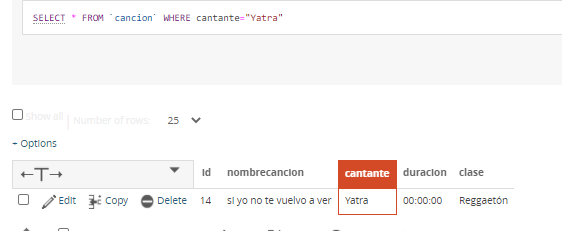 SELECT * FROM `cancion` WHERE cantante="Yatra"
Show all | Number of rows: 25
+ Options
←T→ id nombrecancion cantante duracion clase
Edit Copy Delete 14 si yo no te vuelvo a ver Yatra 00:00:00 Reggaetón